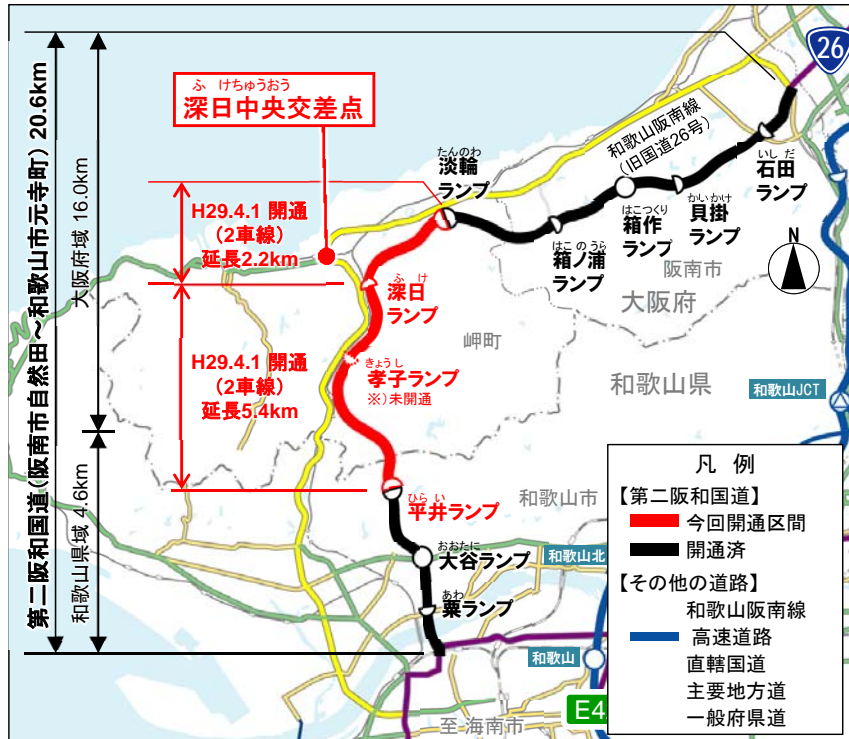 第二阪和国道(阪南市自然田～和歌山市元寺町) 20.6km
大阪府域 16.0km
和歌山県域 4.6km
ふ けちゅうおう
深日中央交差点
H29.4.1 開通
(2車線)
延長2.2km
H29.4.1 開通
(2車線)
延長5.4km
26
和歌山阪南線
(旧国道26号)
たんのわ
淡輪
ランプ
いし だ
石田
ランプ
かい かけ
貝掛
ランプ
はこつくり
箱作
ランプ
はこ の うら
箱ノ浦
ランプ
阪南市
大阪府
N
ふ け
深日
ランプ
岬町
きょうし
孝子ランプ
※)未開通
和歌山県
和歌山JCT
ひら い
平井ランプ
和歌山市
おおたに
大谷ランプ
和歌山北
あわ
粟ランプ
和歌山
E4
至 海南市
凡 例
【第二阪和国道】
今回開通区間
開通済
【その他の道路】
和歌山阪南線
高速道路
直轄国道
主要地方道
一般府県道